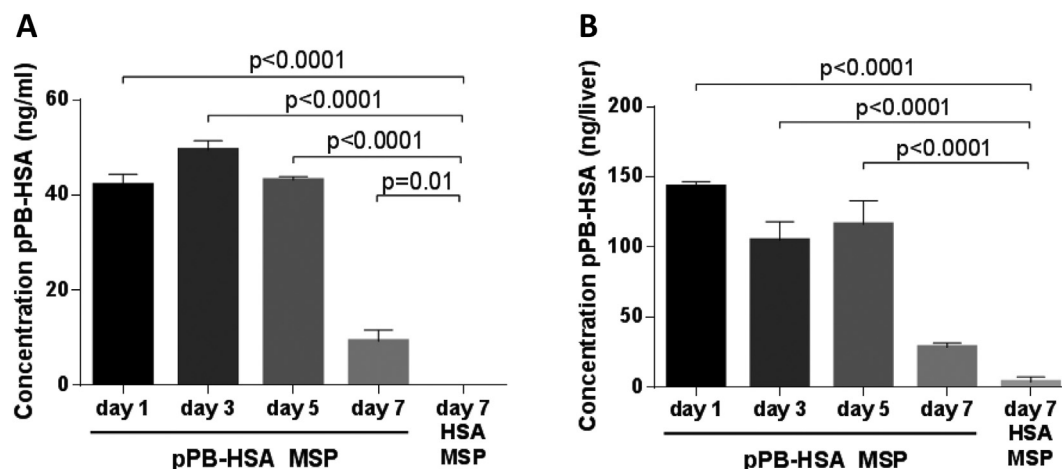 A
Concentration pPB-HSA (ng/ml)
p<0.0001
p<0.0001
p<0.0001
p=0.01
60
40
20
0
day 1 day 3 day 5 day 7 day 7
HSA
MSP
pPB-HSA MSP
B
Concentration pPB-HSA (ng/liver)
p<0.0001
p<0.0001
p<0.0001
200
150
100
50
0
day 1 day 3 day 5 day 7 day 7
HSA
MSP
pPB-HSA MSP